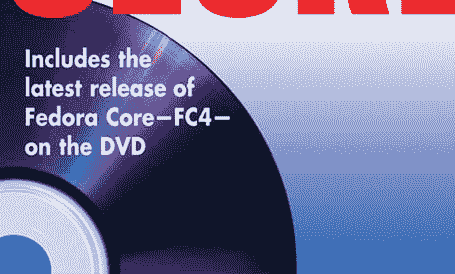 Includes the
latest release of
Fedora Core—FC4—
on the DVD